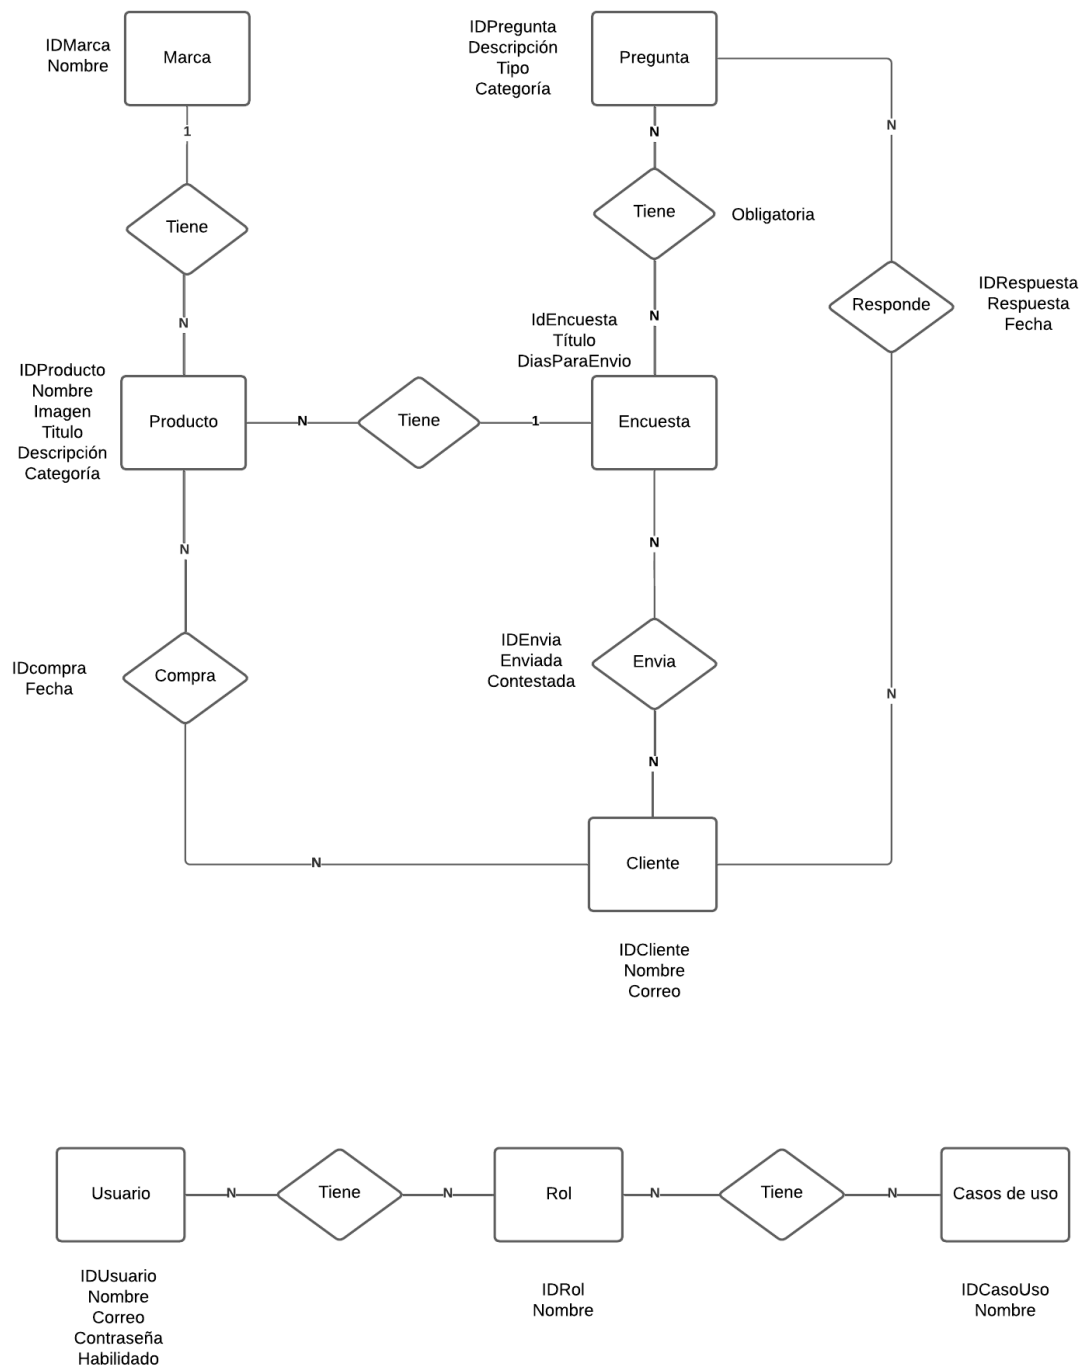 IDMarca
Nombre
Marca
IDPregunta
Descripción
Tipo
Categoría
Pregunta
1
N
N
Tiene
Tiene
Obligatoria
IDRespuesta
Respuesta
Fecha
Responde
N
N
IdEncuesta
Título
DiasParaEnvio
IDProducto
Nombre
Imagen
Titulo
Descripción
Categoría
Producto
N
Tiene
1
Encuesta
N
N
IDcompra
Fecha
Compra
IDEnvia
Enviada
Contestada
Envia
N
N
N
Cliente
IDCliente
Nombre
Correo
Usuario
N
Tiene
N
Rol
N
Tiene
N
Casos de uso
IDUsuario
Nombre
Correo
Contraseña
Habilidado
IDRol
Nombre
IDCasoUso
Nombre